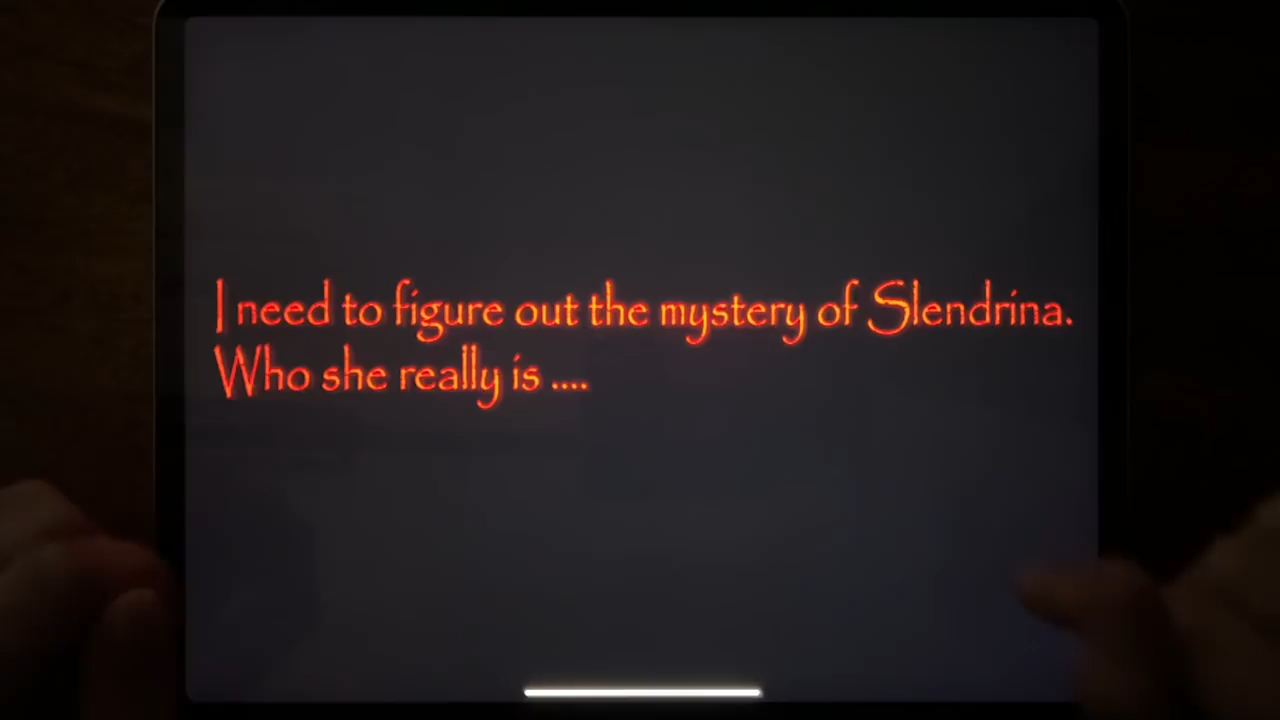 I need to figure out the mystery of Slendrina.
Who she really is ....